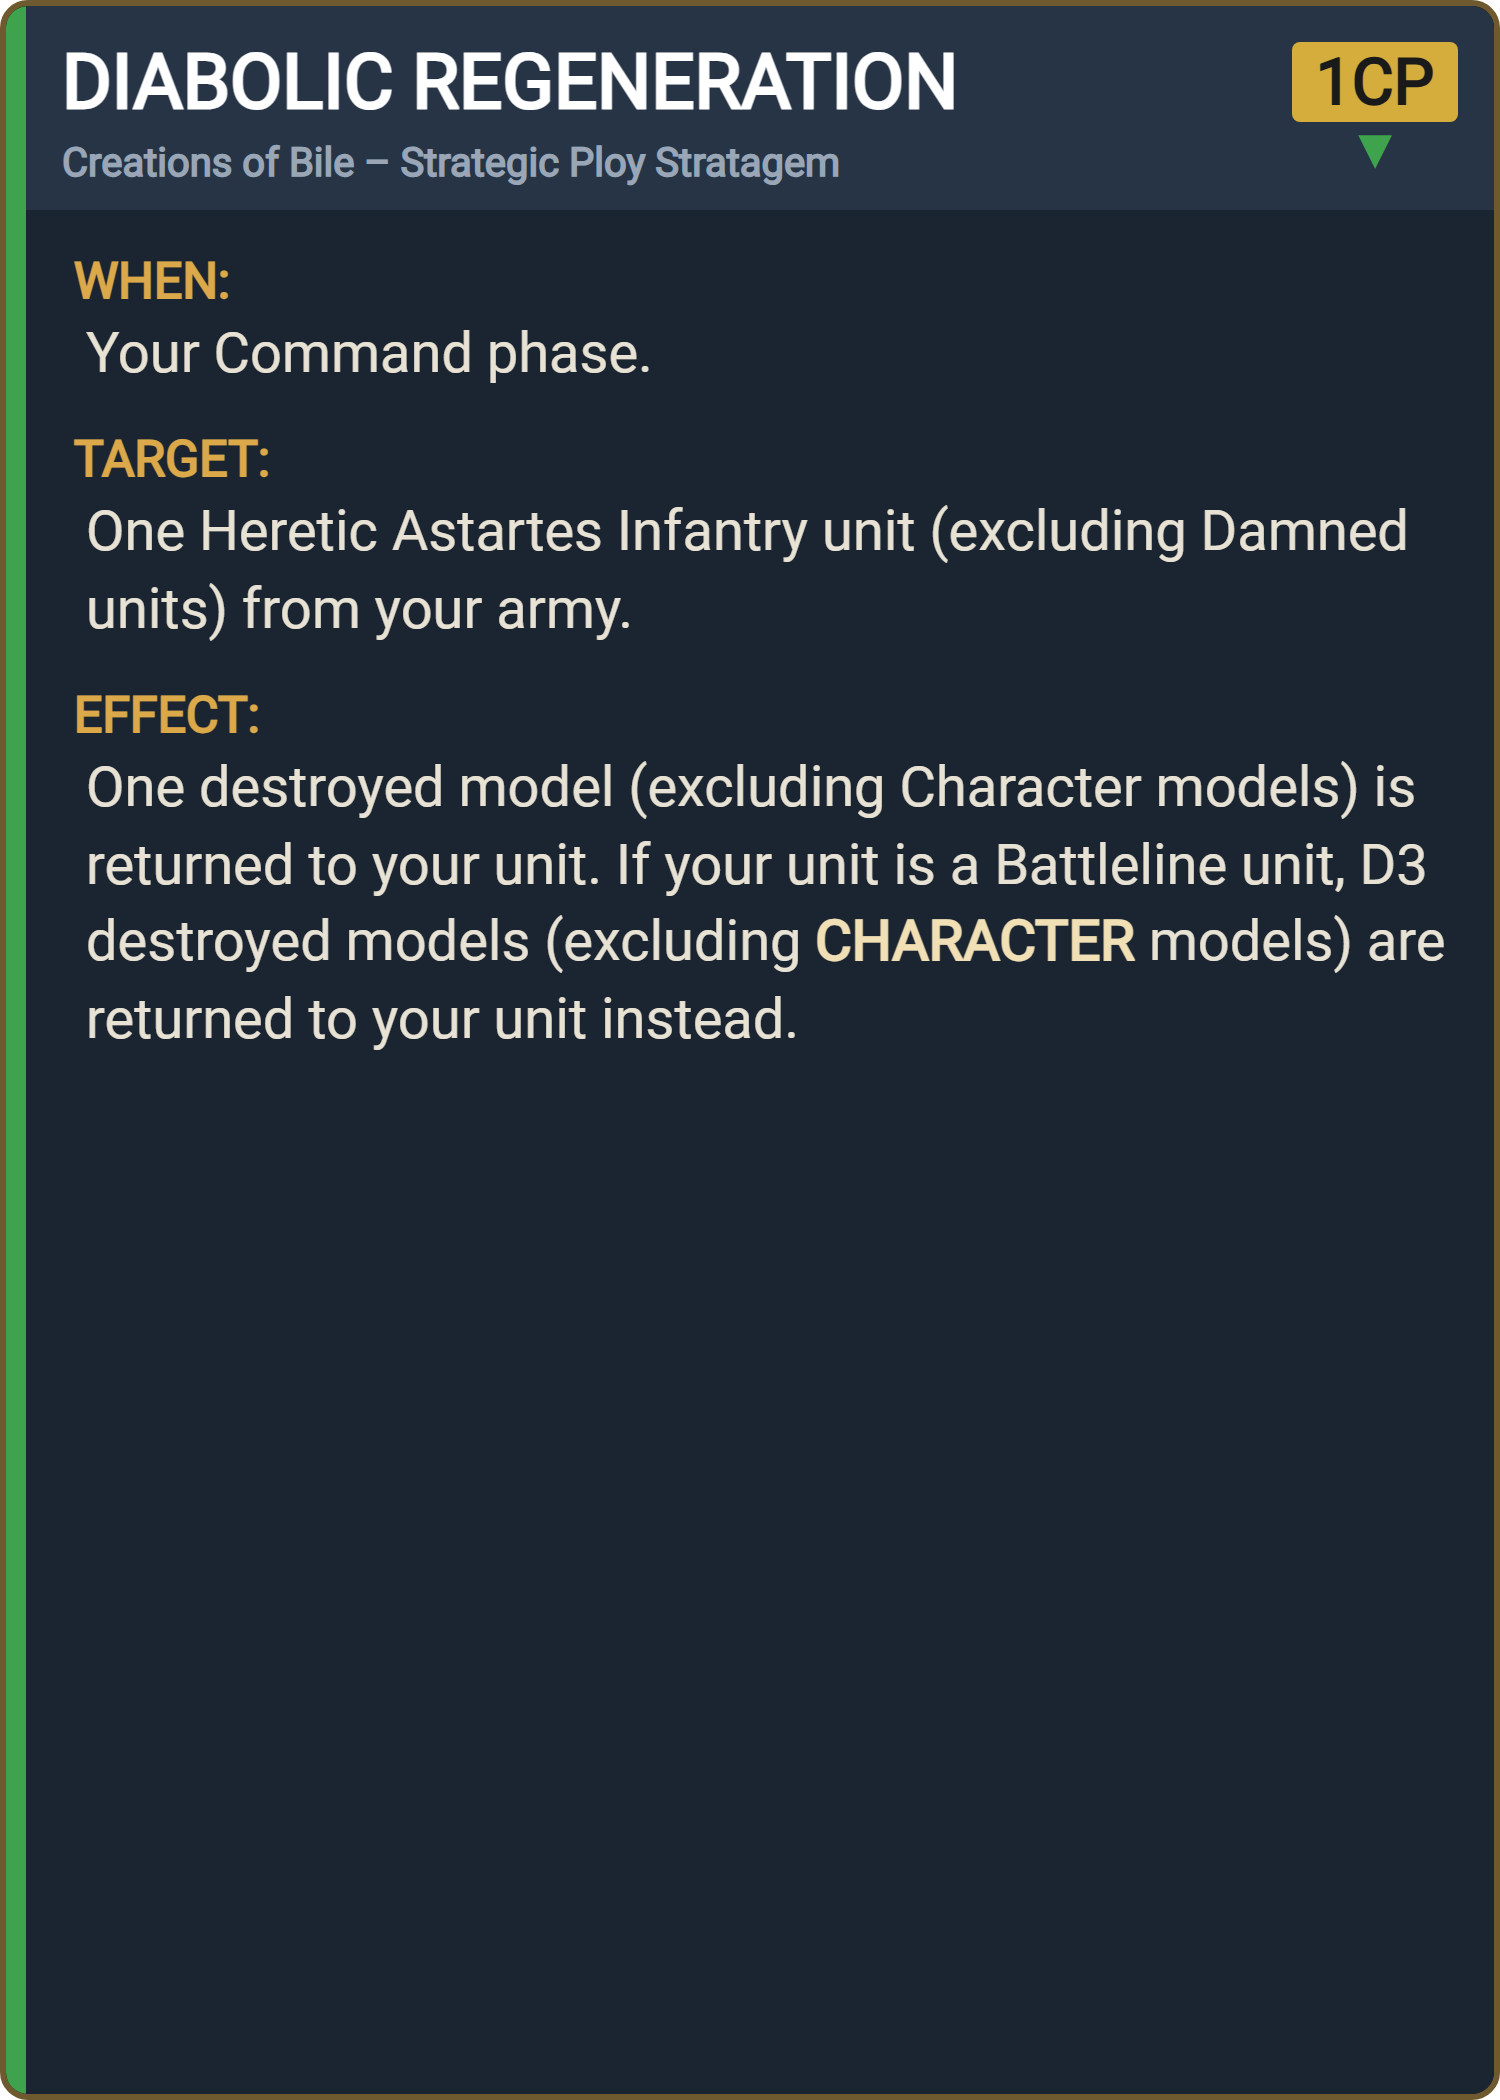 DIABOLIC REGENERATION
1CP
Creations of Bile – Strategic Ploy Stratagem
WHEN:
Your Command phase.
TARGET:
One Heretic Astartes Infantry unit (excluding Damned
units) from your army.
EFFECT:
One destroyed model (excluding Character models) is
returned to your unit. If your unit is a Battleline unit, D3
destroyed models (excluding CHARACTER models) are
returned to your unit instead.